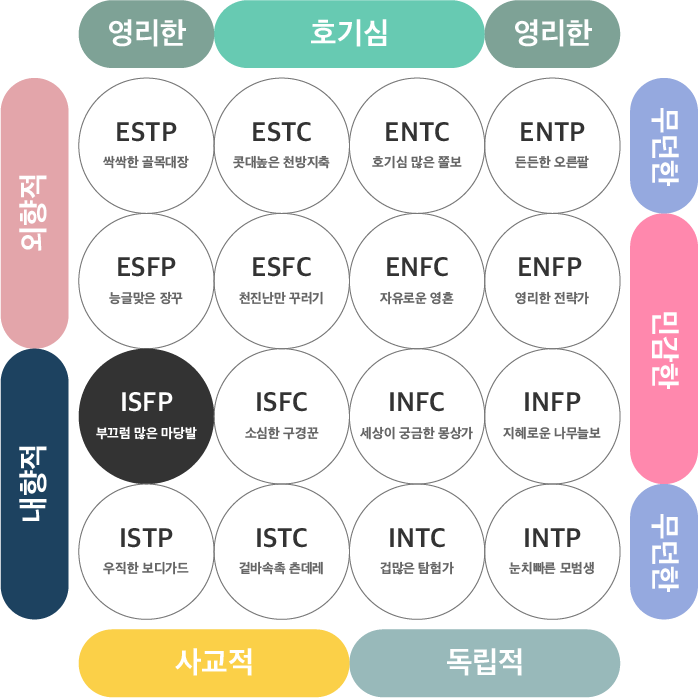 영리한 호기심 영리한
외향적
ESTP ESTC ENTC ENTP
싹싹한 골목대장 콧대높은 천방지축 호기심 많은 쫄보 든든한 오른팔
무던한
ESFP ESFC ENFC ENFP
능글맞은 장꾸 천진난만 꾸러기 자유로운 영혼 영리한 전략가
민감한
내향적
ISFP ISFC INFC INFP
부끄럼 많은 마당발 소심한 구경꾼 세상이 궁금한 몽상가 지혜로운 나무늘보
ISTP ISTC INTC INTP
우직한 보디가드 겉바속촉 츤데레 겁많은 탐험가 눈치빠른 모범생
무던한
사교적 독립적